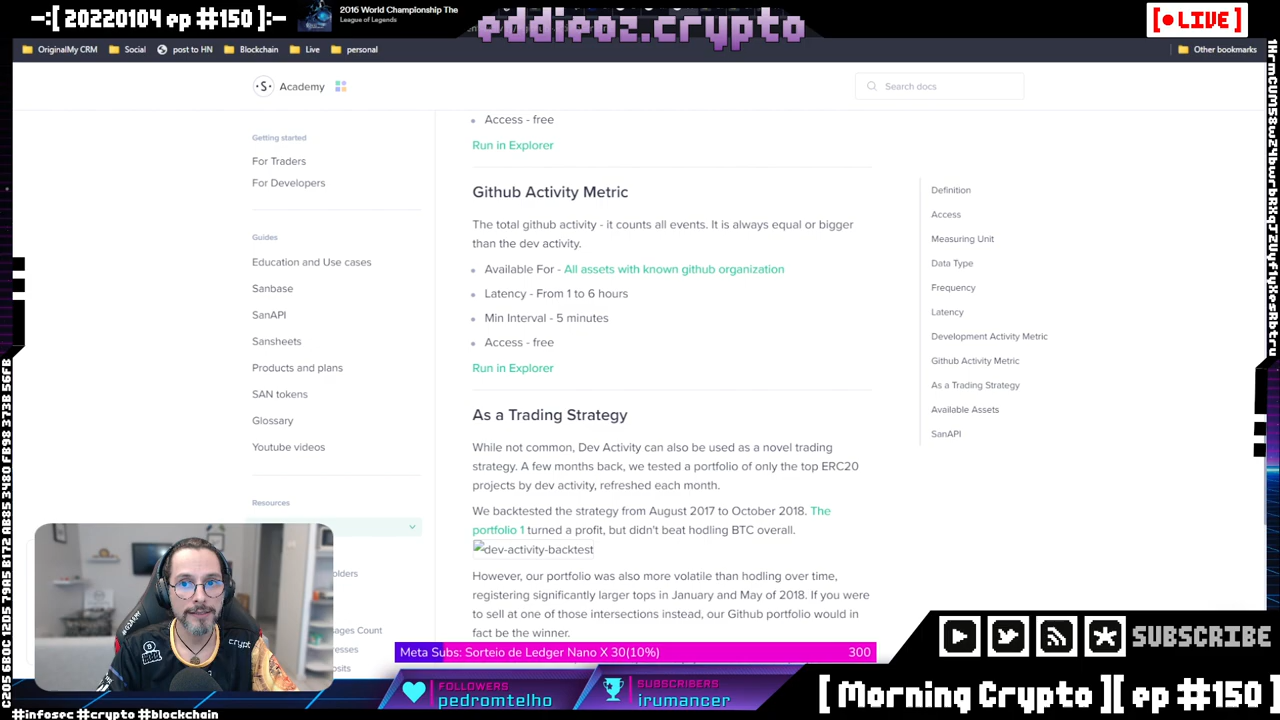 -:[ 20220104 ep #150 ]:-
2016 World Championship The
League of Legends
eddieoz.crypto
[ LIVE ]
OriginalMy CRM
Social
post to HN
Blockchain
Live
personal
Other bookmarks
·S·
Academy
Search docs
Getting started
For Traders
For Developers
Guides
Education and Use cases
Sanbase
SanAPI
Sansheets
Products and plans
SAN tokens
Glossary
Youtube videos
Resources
olders
ages Count
esses
osits
Access - free
Run in Explorer
Github Activity Metric
The total github activity - it counts all events. It is always equal or bigger
than the dev activity.
Available For - All assets with known github organization
Latency - From 1 to 6 hours
Min Interval - 5 minutes
Access - free
Run in Explorer
As a Trading Strategy
While not common, Dev Activity can also be used as a novel trading
strategy. A few months back, we tested a portfolio of only the top ERC20
projects by dev activity, refreshed each month.
We backtested the strategy from August 2017 to October 2018. The
portfolio 1 turned a profit, but didn't beat hodling BTC overall.
dev-activity-backtest
However, our portfolio was also more volatile than hodling over time,
registering significantly larger tops in January and May of 2018. If you were
to sell at one of those intersections instead, our Github portfolio would in
fact be the winner.
Definition
Access
Measuring Unit
Data Type
Frequency
Latency
Development Activity Metric
Github Activity Metric
As a Trading Strategy
Available Assets
SanAPI
Meta Subs: Sorteio de Ledger Nano X 30(10%)
300
SUBSCRIBE
FOLLOWERS
pedromtelho
SUBSCRIBERS
irumancer
[ Morning Crypto ][ ep #150 ]
#infosec #crypto #blockchain